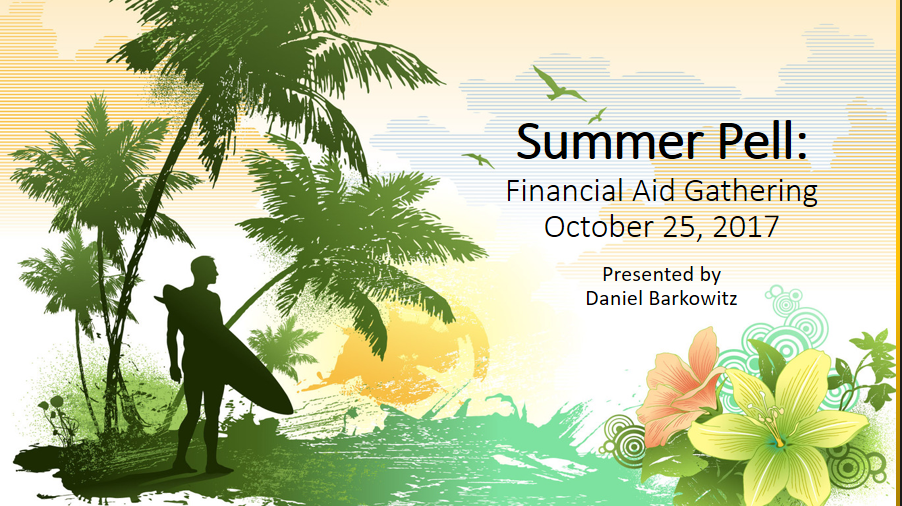 Summer Pell:
Financial Aid Gathering
October 25, 2017
Presented by
Daniel Barkowitz